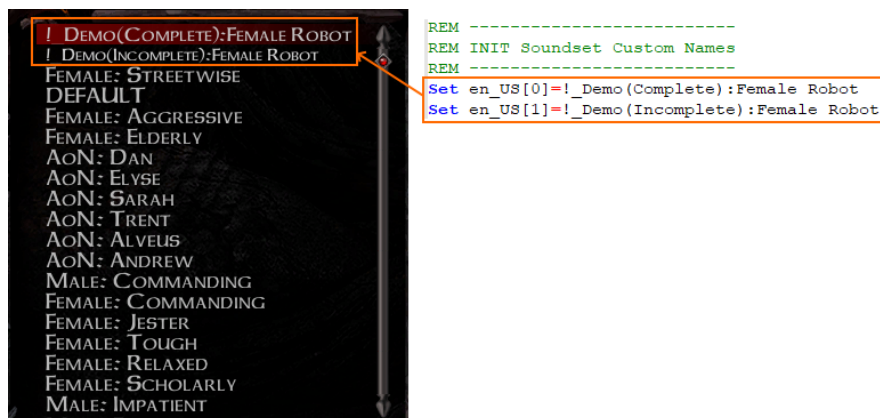 ! Demo(Complete):Female Robot
! Demo(Incomplete):Female Robot
Female: Streetwise
DEFAULT
Female: Aggressive
Female: Elderly
AoN: Dan
AoN: Elyse
AoN: Sarah
AoN: Trent
AoN: Alveus
AoN: Andrew
Male: Commanding
Female: Commanding
Female: Jester
Female: Tough
Female: Relaxed
Female: Scholarly
Male: Impatient
REM --------------------------
REM INIT Soundset Custom Names
REM --------------------------
Set en_US[0]=!_Demo(Complete):Female Robot
Set en_US[1]=!_Demo(Incomplete):Female Robot